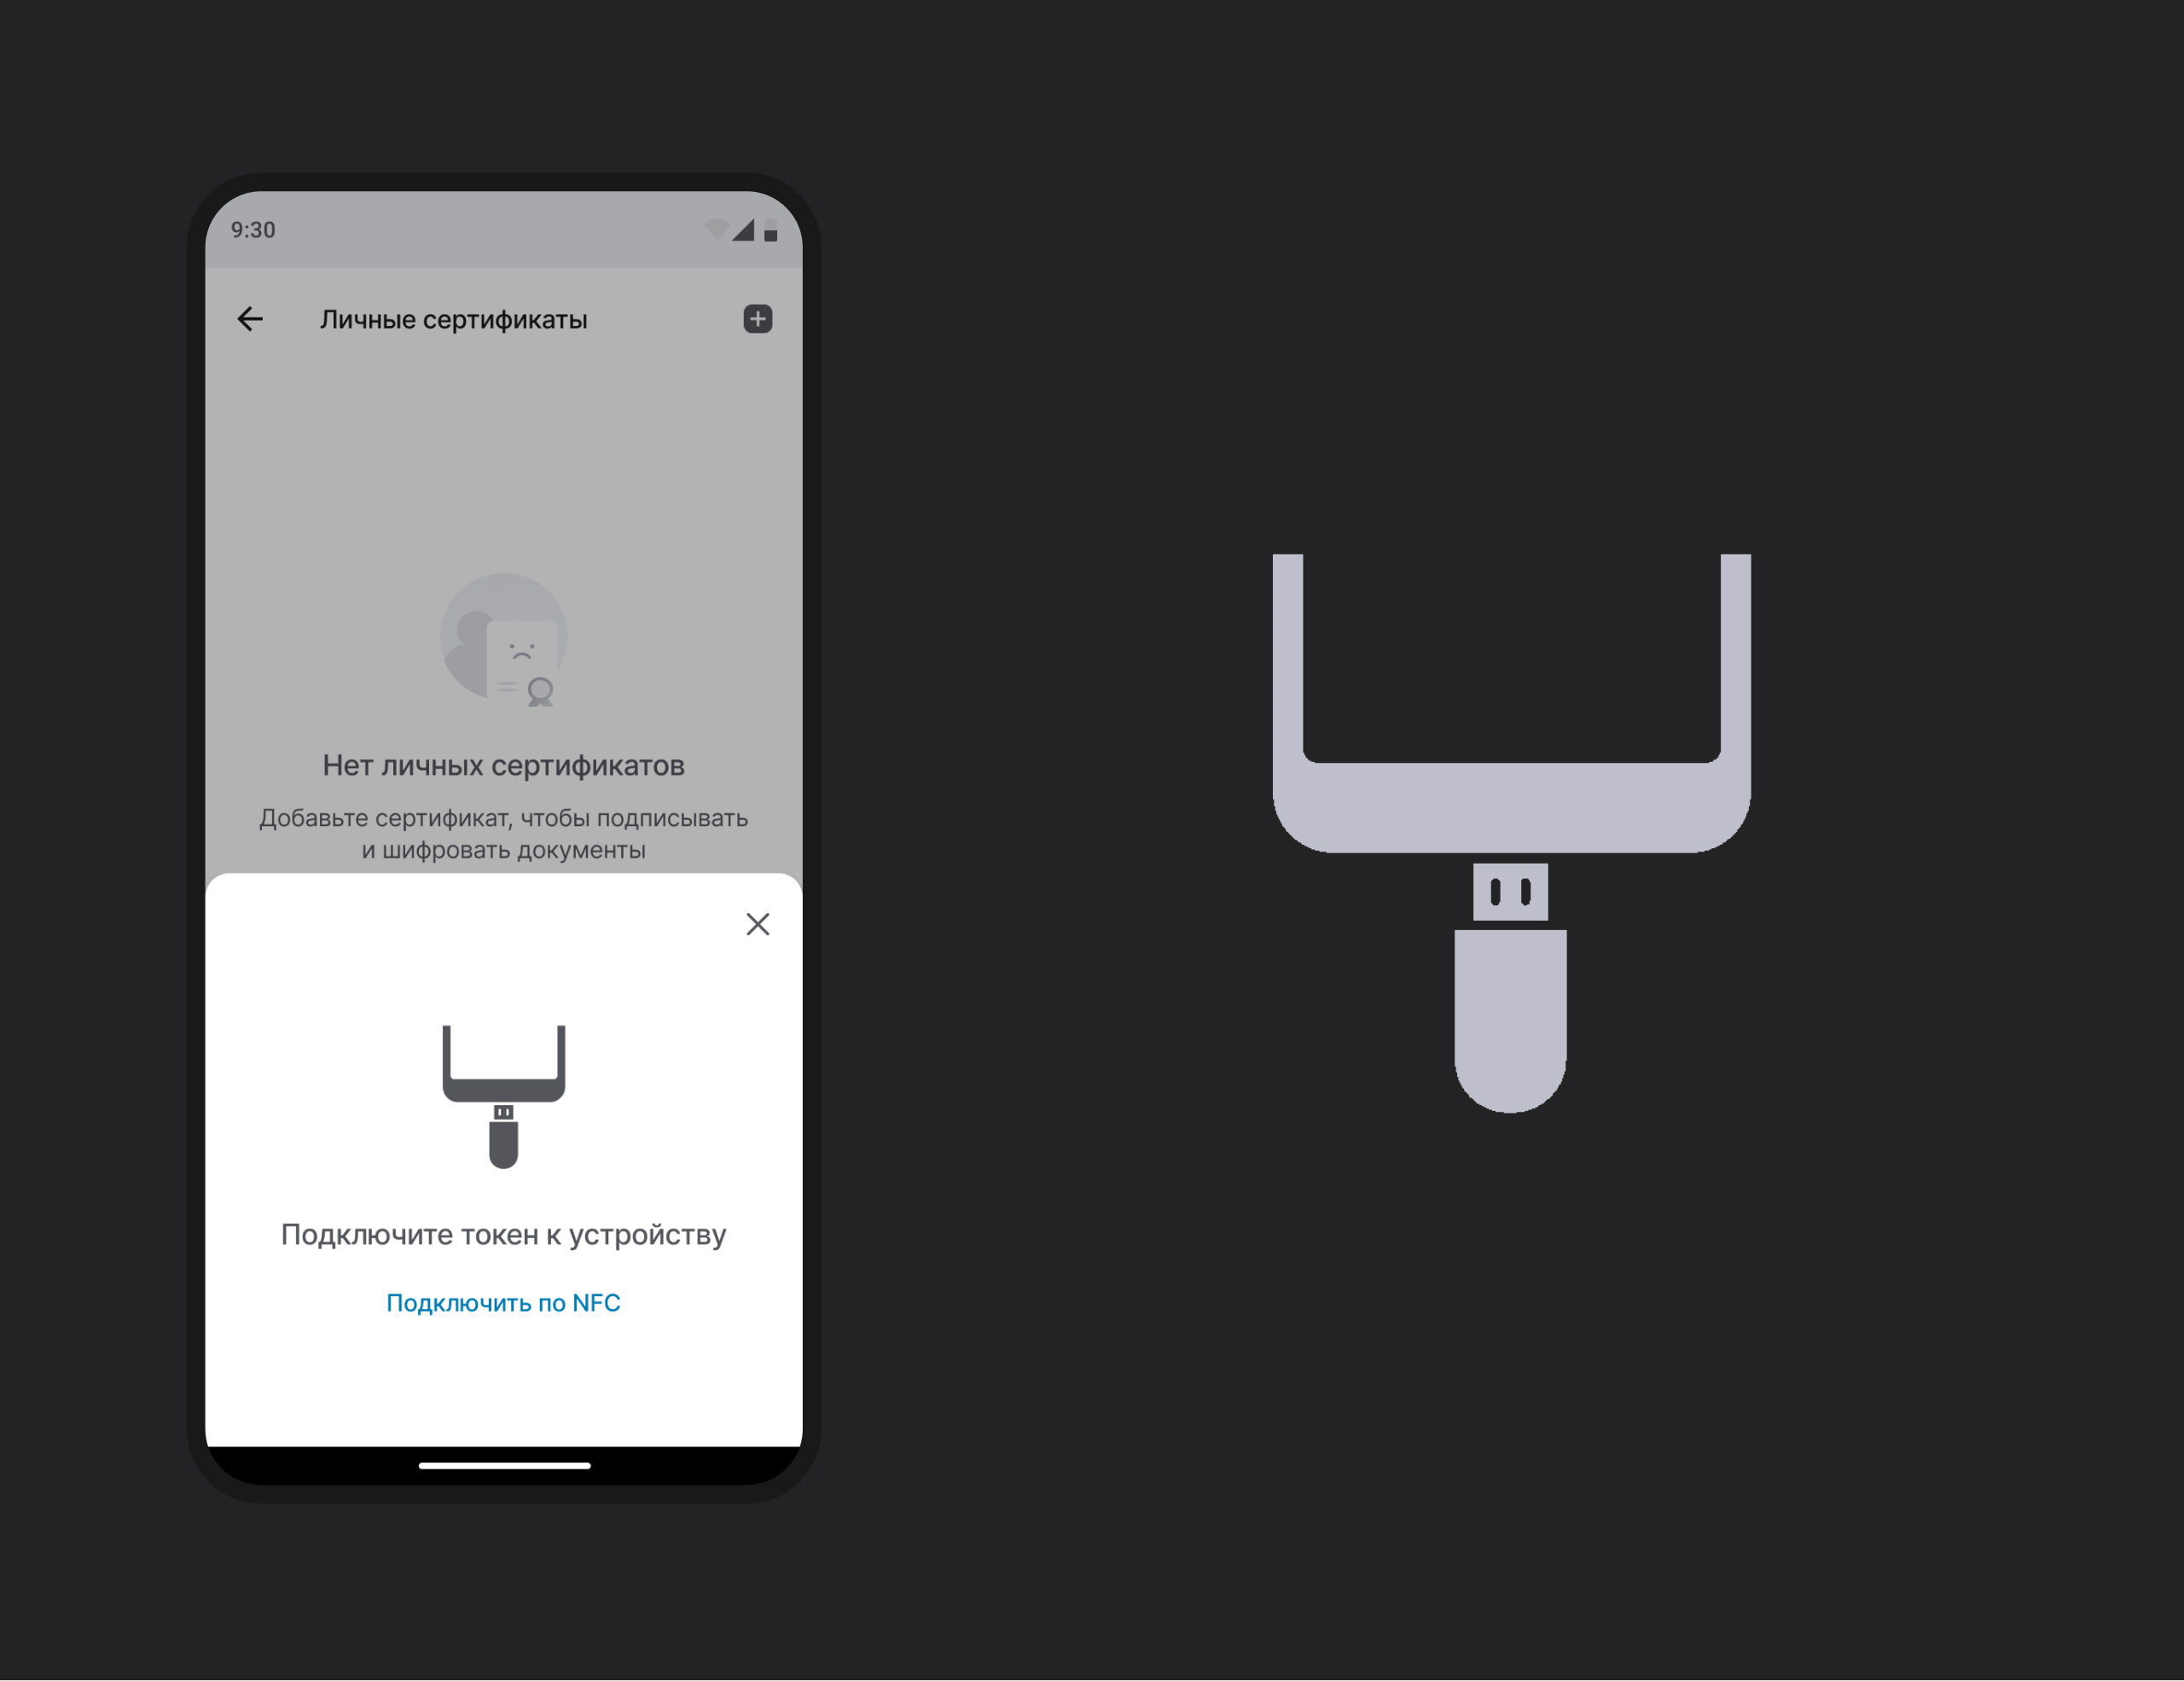 9:30
Личные сертификаты
Нет личных сертификатов
Добавьте сертификат, чтобы подписывать
и шифровать документы
Подключите токен к устройству
Подключить по NFC